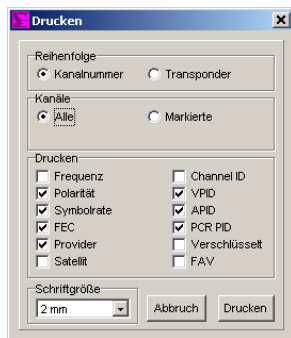 Drucken
Reihenfolge
Kanalnummer Transponder
Kanäle
Alle Markierte
Drucken
Frequenz Channel ID
Polarität VPID
Symbolrate APID
FEC PCR PID
Provider Verschlüsselt
Satellit FAV
Schriftgröße
2 mm Abbruch Drucken